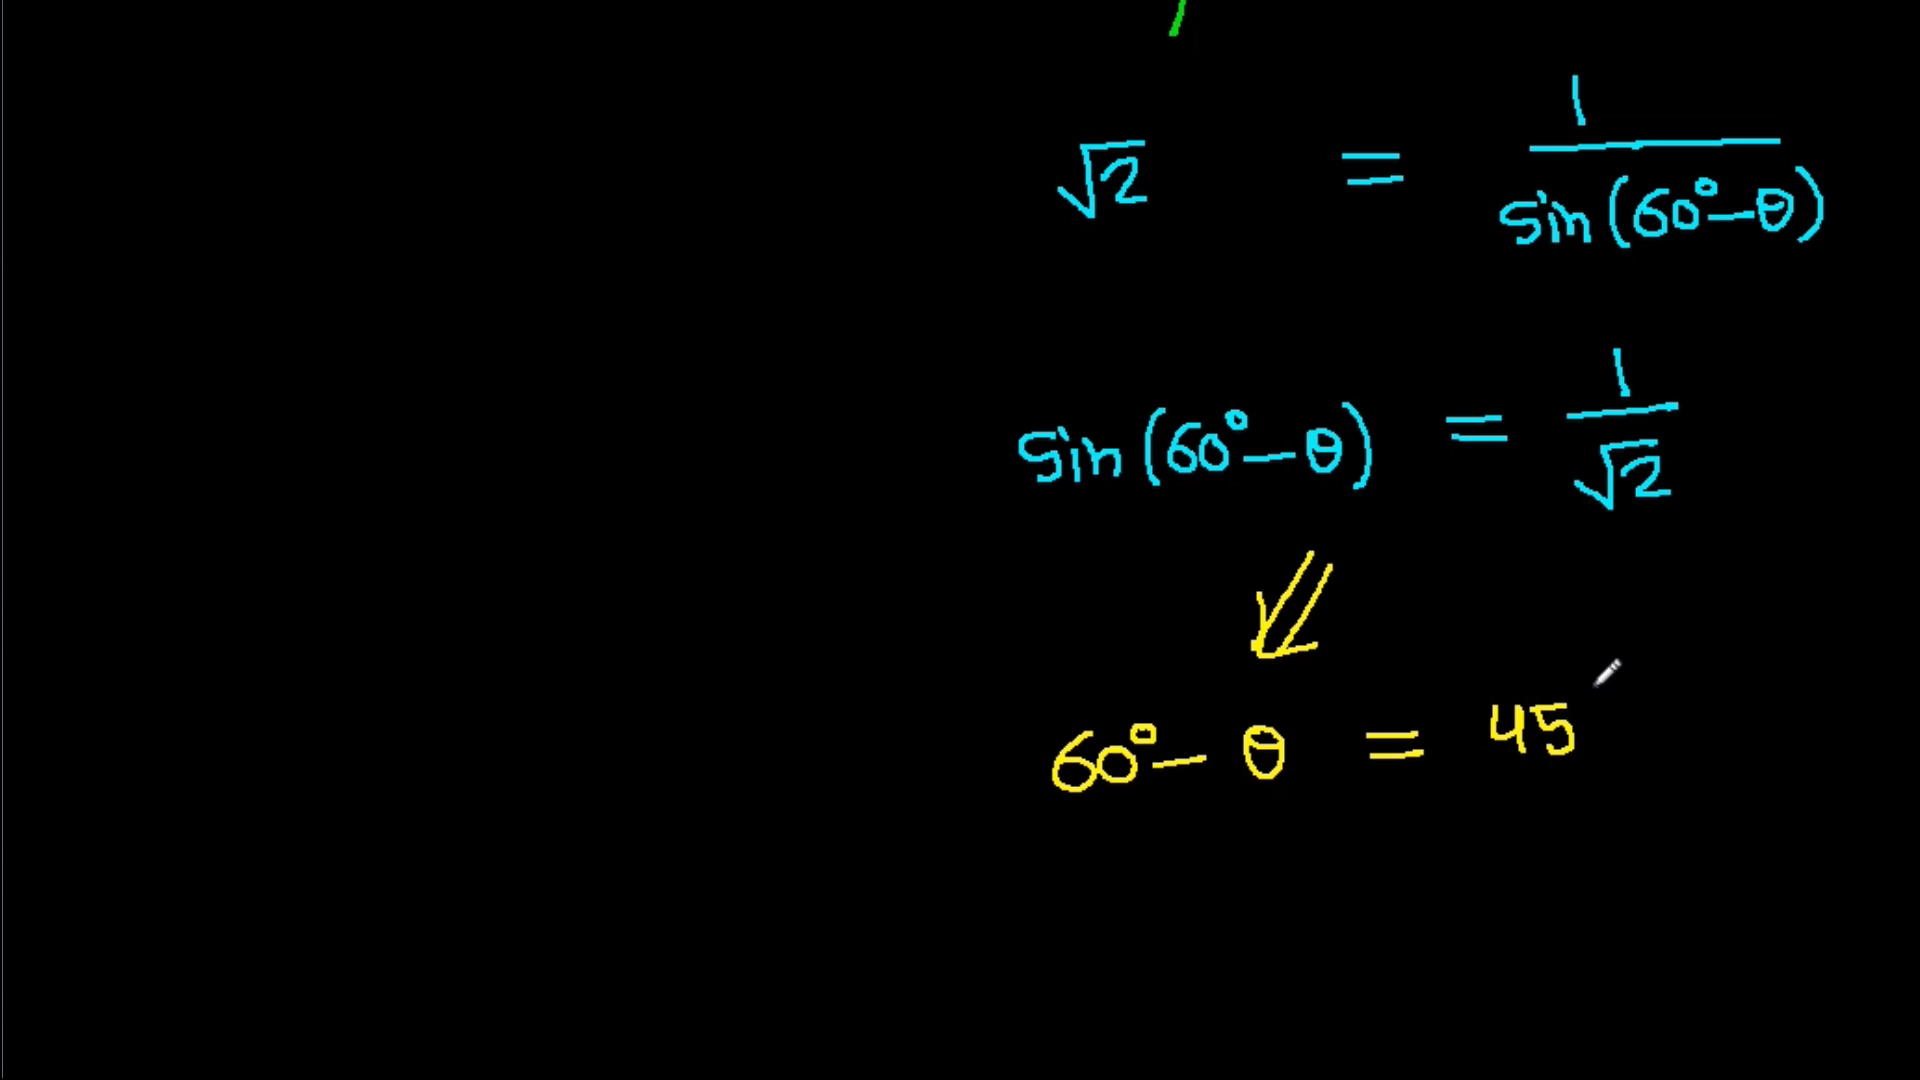 √2 = 1/sin(60°-θ)
sin(60°-θ) = 1/√2
60°- θ = 45